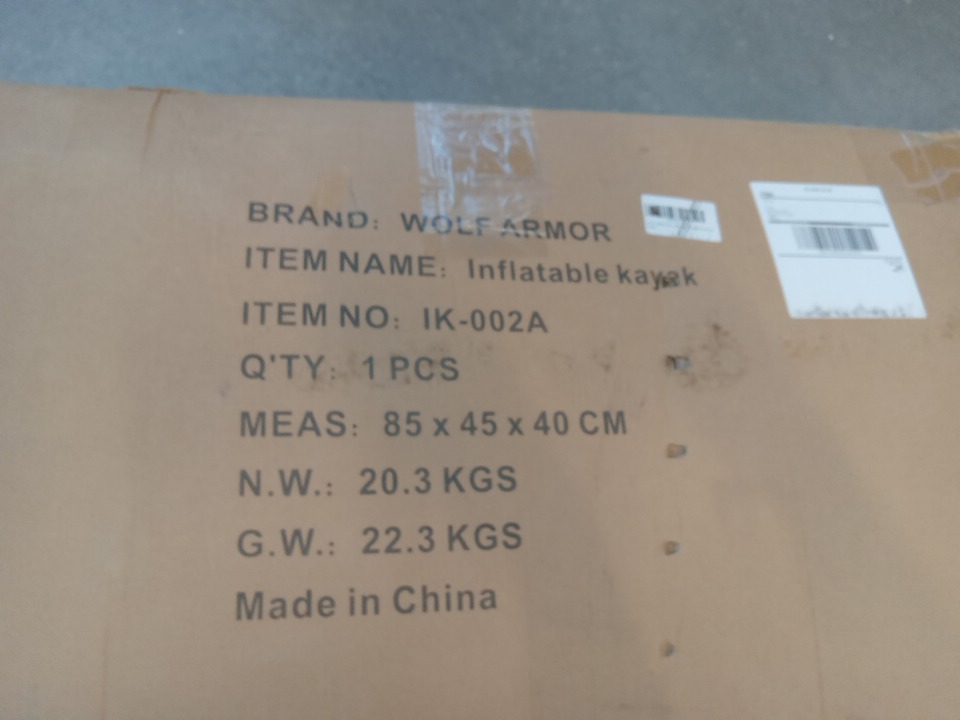 BRAND: WOLF ARMOR
ITEM NAME: Inflatable kayak
ITEM NO: IK-002A
Q'TY: 1 PCS
MEAS: 85 x 45 x 40 CM
N.W.: 20.3 KGS
G.W.: 22.3 KGS
Made in China